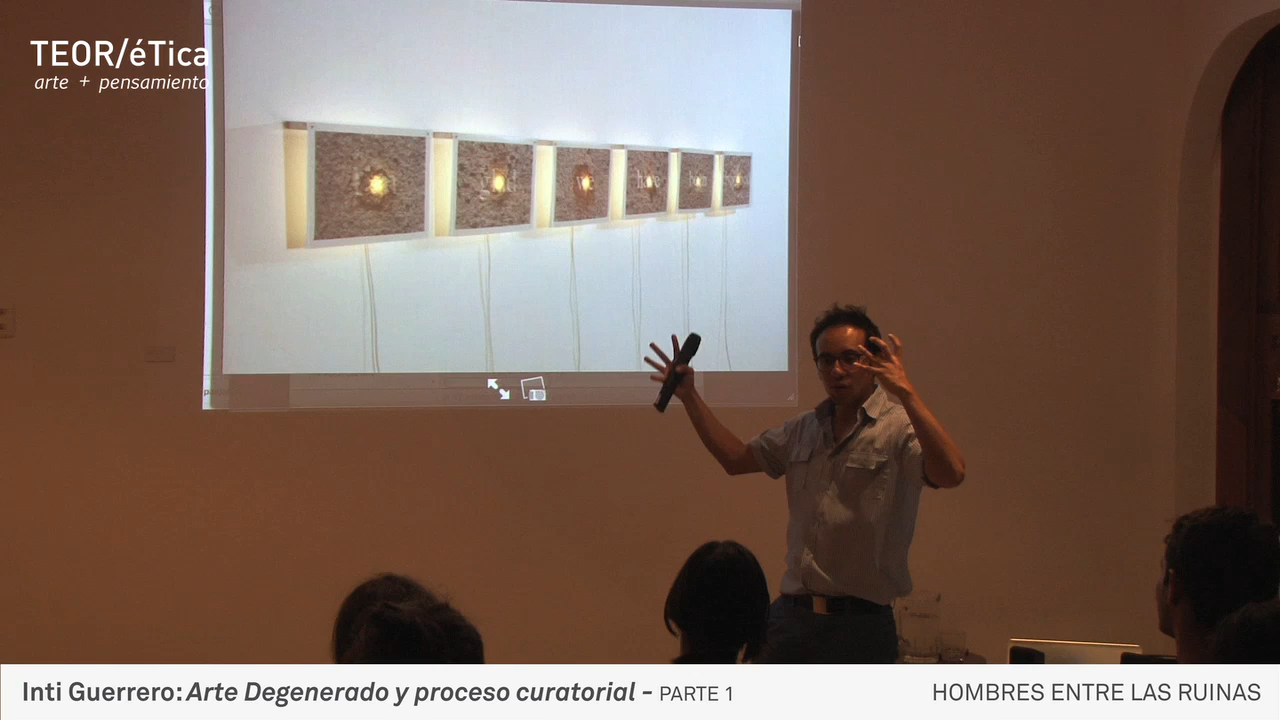 TEOR/éTica
arte + pensamiento
Inti Guerrero: Arte Degenerado y proceso curatorial - PARTE 1
HOMBRES ENTRE LAS RUINAS